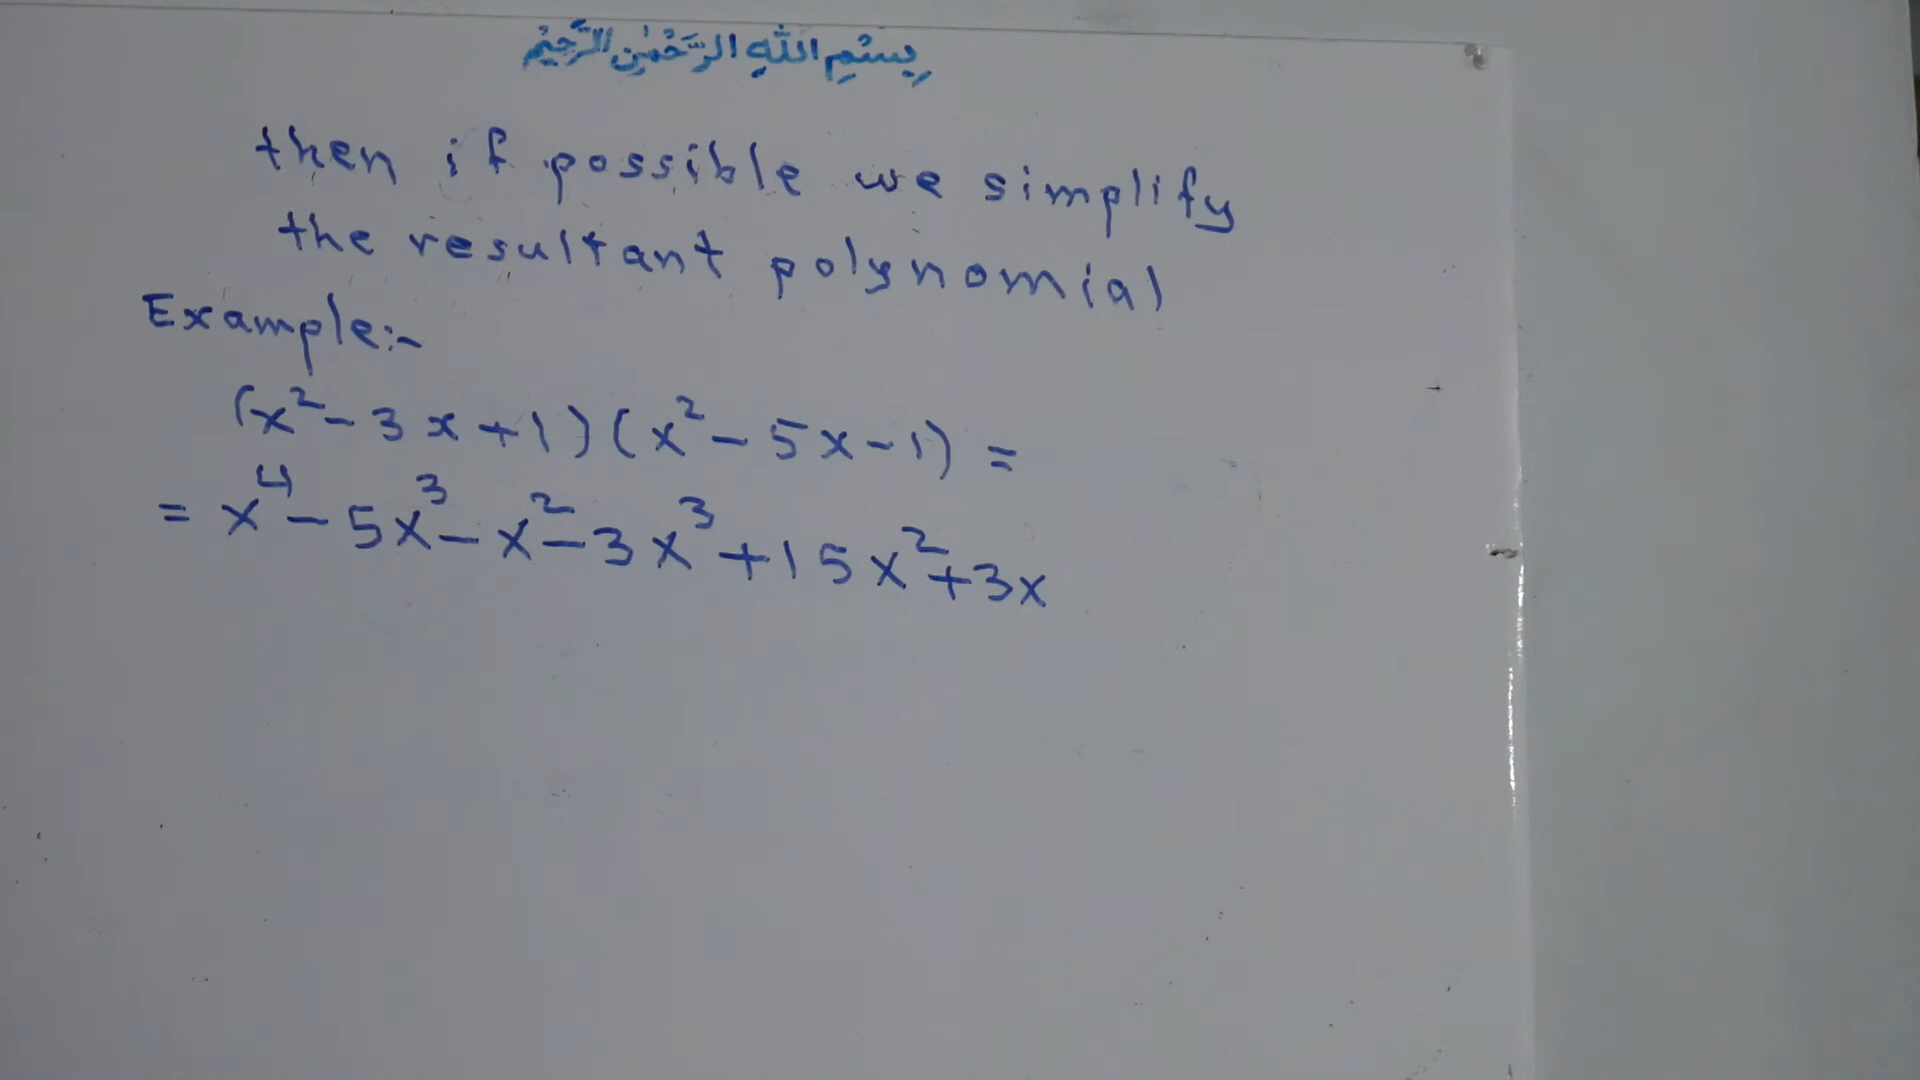 بِسْمِ اللهِ الرَّحْمٰنِ الرَّحِيْمِ
then if possible we simplify
the resultant polynomial
Example:-
(x² - 3x + 1)(x² - 5x - 1) =
= x⁴ - 5x³ - x² - 3x³ + 15x² + 3x